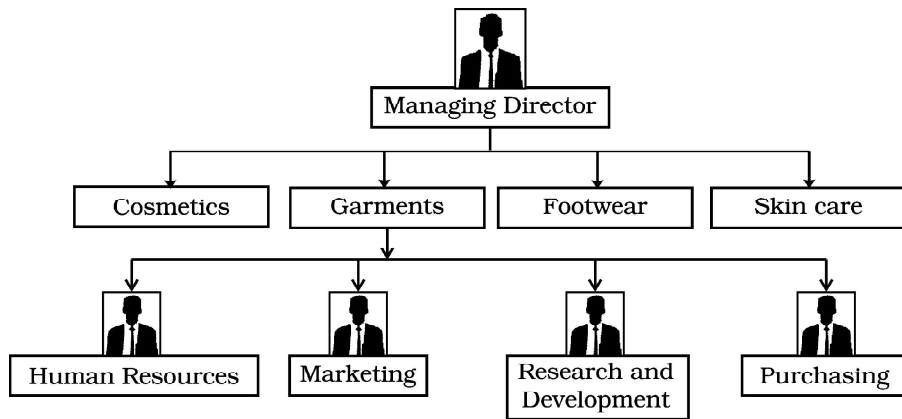 Managing Director
Cosmetics
Garments
Footwear
Skin care
Human Resources
Marketing
Research and
Development
Purchasing